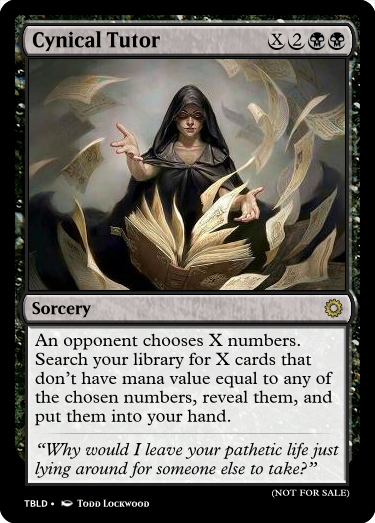 Cynical Tutor X 2
Sorcery
An opponent chooses X numbers.
Search your library for X cards that
don't have mana value equal to any of
the chosen numbers, reveal them, and
put them into your hand.
“Why would I leave your pathetic life just
lying around for someone else to take?”
(NOT FOR SALE)
TBLD • Todd Lockwood